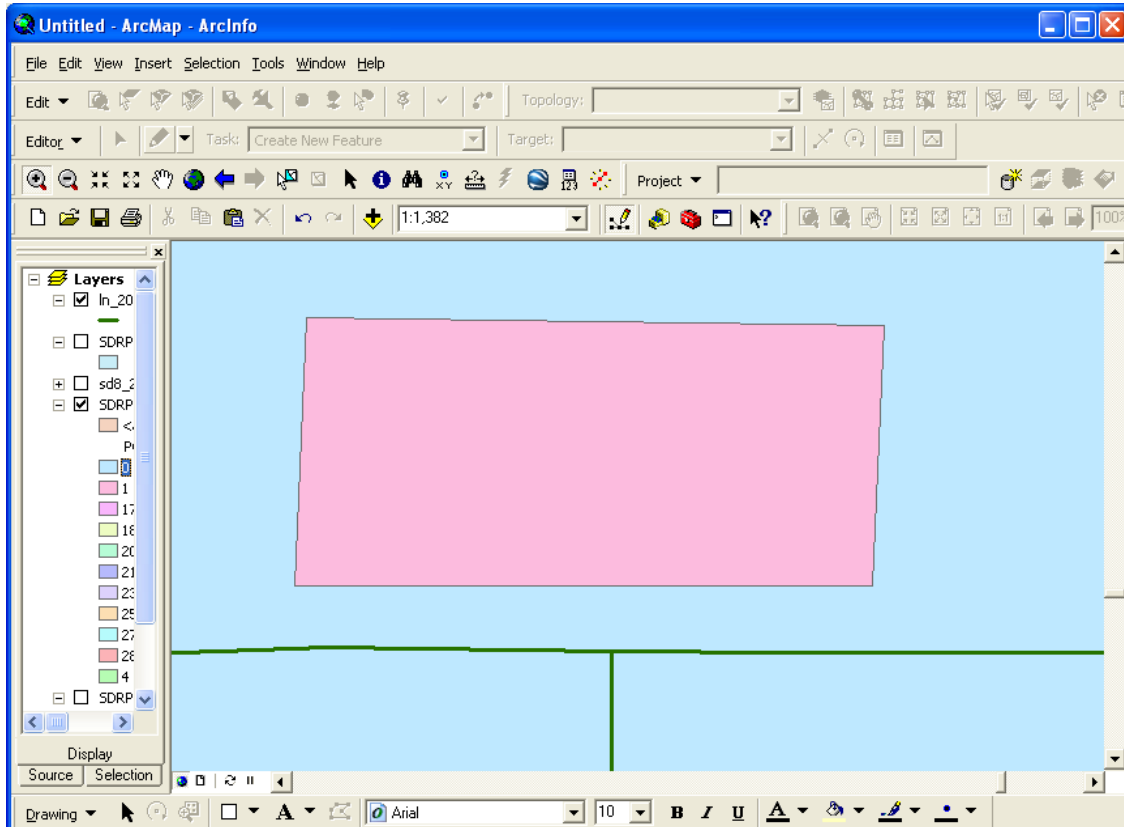 Untitled - ArcMap - ArcInfo
File Edit View Insert Selection Tools Window Help
Edit Topology:
Editor Task: Create New Feature Target:
Project
1:1,382 100%
Layers
ln_20
SDRP
sd8_2
SDRP
0
1
17
18
20
21
23
25
27
28
4
SDRP
Display
Source Selection
Drawing A Arial 10 B I U A